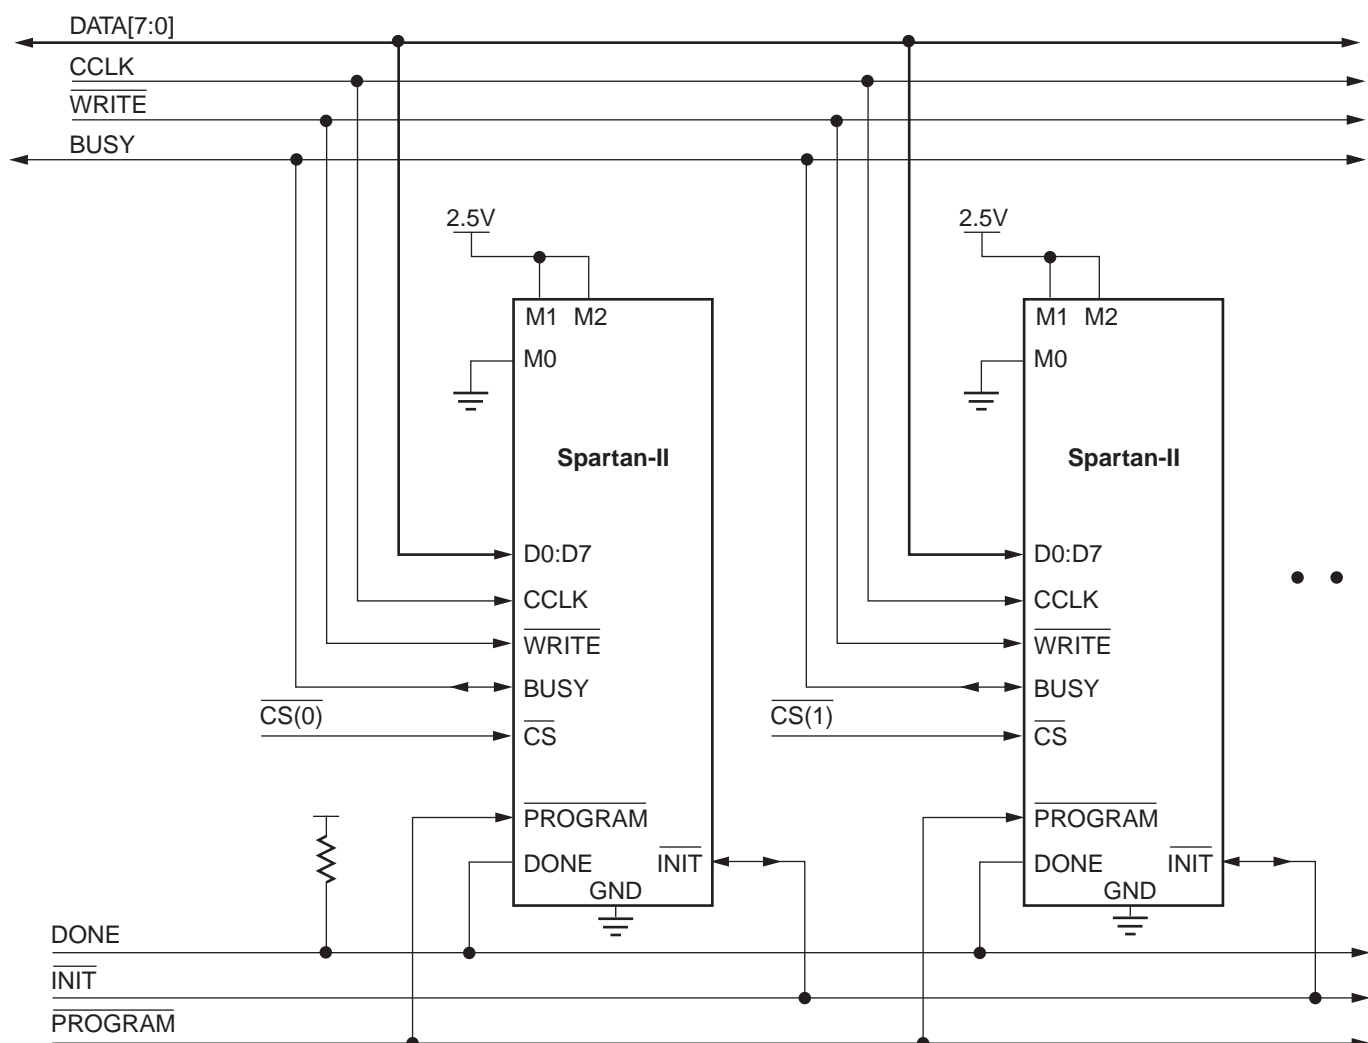 DATA[7:0]
CCLK
WRITE
BUSY
2.5V
2.5V
M1 M2
M1 M2
M0
M0
Spartan-II
Spartan-II
D0:D7
D0:D7
CCLK
CCLK
WRITE
WRITE
BUSY
BUSY
CS(0)
CS(1)
CS
CS
PROGRAM
PROGRAM
DONE INIT
DONE INIT
GND
GND
DONE
INIT
PROGRAM